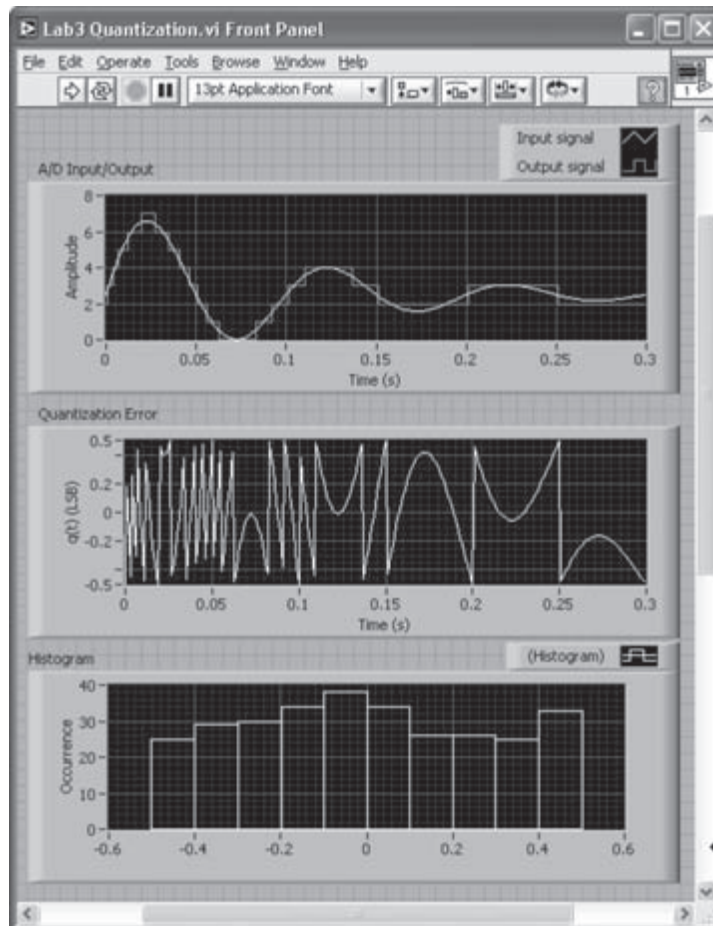 Lab3 Quantization.vi Front Panel
File Edit Operate Tools Browse Window Help
13pt Application Font
1
Input signal
Output signal
A/D Input/Output
8
6
4
2
0
Amplitude
0 0.05 0.1 0.15 0.2 0.25 0.3
Time (s)
Quantization Error
0.5
0.2
0
-0.2
-0.5
q(t) (LSB)
0 0.05 0.1 0.15 0.2 0.25 0.3
Time (s)
Histogram
(Histogram)
40
30
20
10
0
Occurrence
-0.6 -0.4 -0.2 0 0.2 0.4 0.6